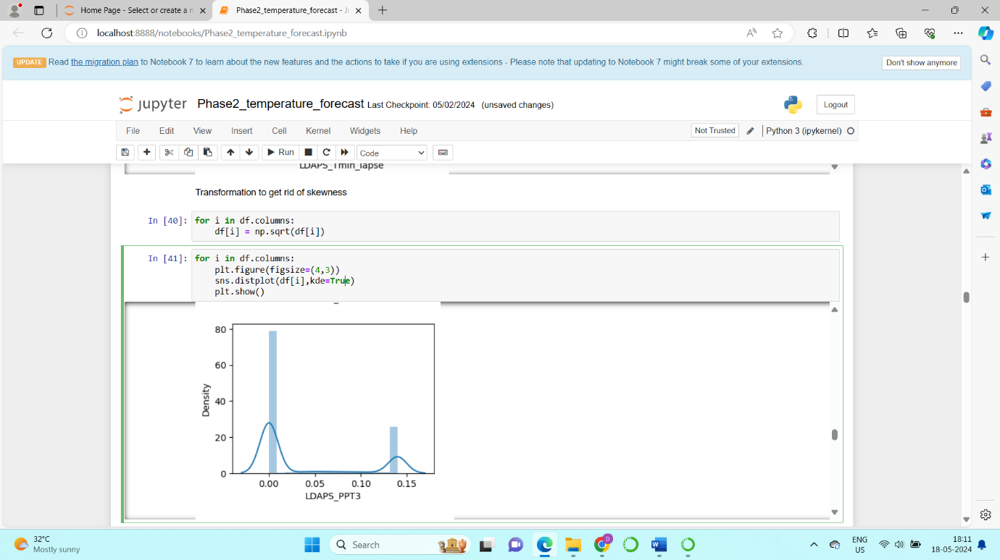 Home Page - Select or create a n
Phase2_temperature_forecast - Ju
localhost:8888/notebooks/Phase2_temperature_forecast.ipynb
UPDATE Read the migration plan to Notebook 7 to learn about the new features and the actions to take if you are using extensions - Please note that updating to Notebook 7 might break some of your extensions.
Don't show anymore
jupyter Phase2_temperature_forecast Last Checkpoint: 05/02/2024 (unsaved changes)
Logout
File Edit View Insert Cell Kernel Widgets Help
Not Trusted
Python 3 (ipykernel)
Run
Code
LDAPS_Tmin_lapse
Transformation to get rid of skewness
In [40]: for i in df.columns:
df[i] = np.sqrt(df[i])
In [41]: for i in df.columns:
plt.figure(figsize=(4,3))
sns.distplot(df[i],kde=True)
plt.show()
80
60
40
20
0
Density
0.00 0.05 0.10 0.15
LDAPS_PPT3
32°C
Mostly sunny
Search
D
ENG
US
18:11
18-05-2024